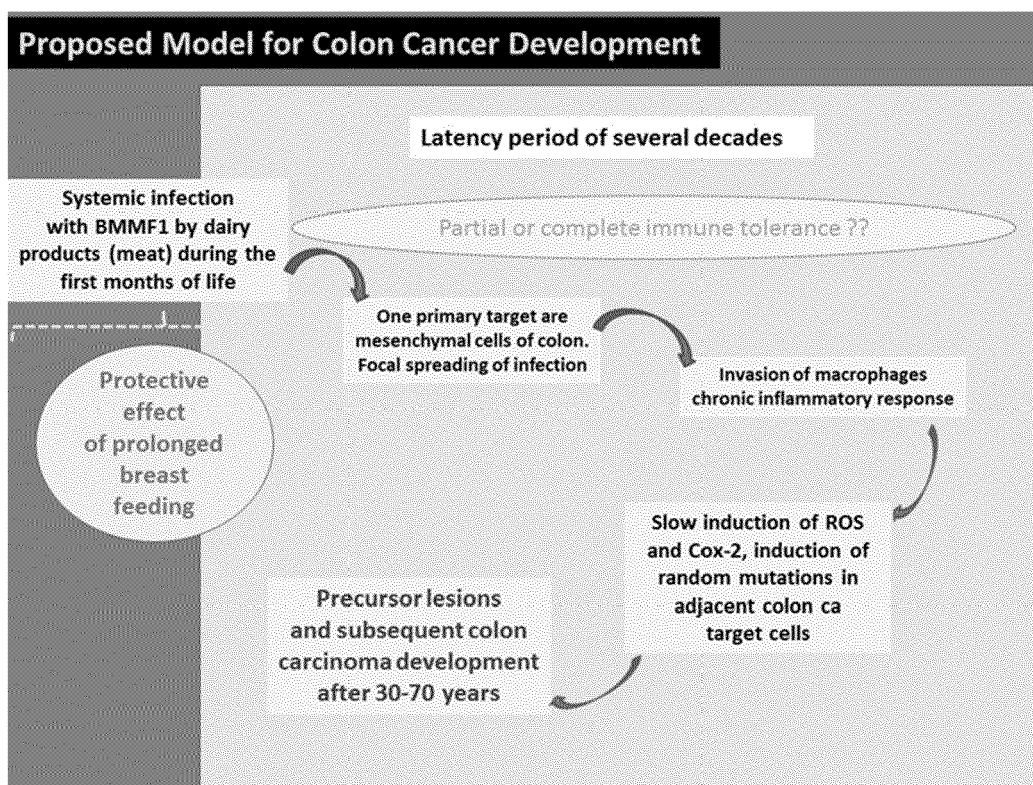 Proposed Model for Colon Cancer Development
Latency period of several decades
Systemic infection
with BMMF1 by dairy
products (meat) during the
first months of life
Partial or complete immune tolerance ??
One primary target are
mesenchymal cells of colon.
Focal spreading of infection
Invasion of macrophages
chronic inflammatory response
Protective
effect
of prolonged
breast
feeding
Slow induction of ROS
and Cox-2, induction of
random mutations in
adjacent colon ca
target cells
Precursor lesions
and subsequent colon
carcinoma development
after 30-70 years